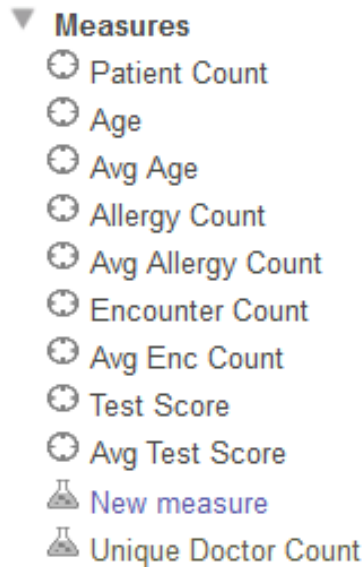 Measures
Patient Count
Age
Avg Age
Allergy Count
Avg Allergy Count
Encounter Count
Avg Enc Count
Test Score
Avg Test Score
New measure
Unique Doctor Count